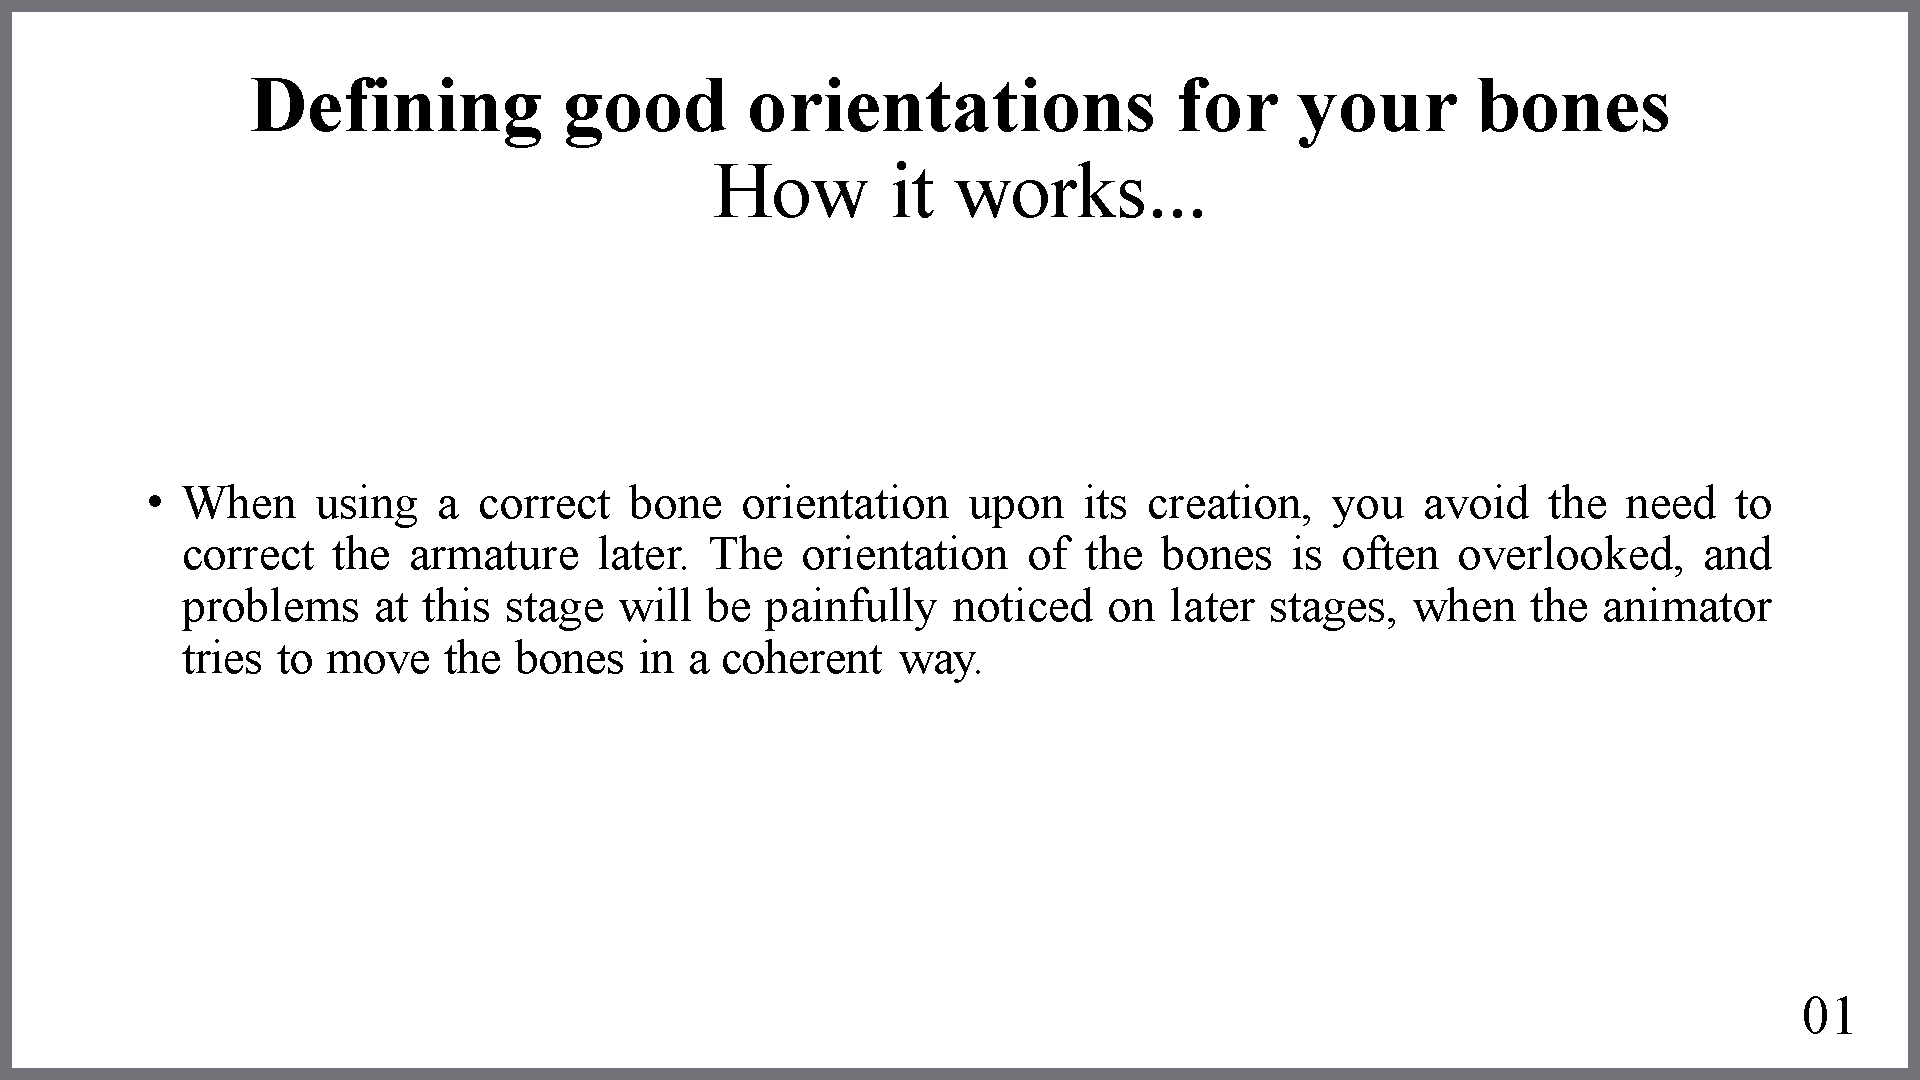 Defining good orientations for your bones
How it works...
• When using a correct bone orientation upon its creation, you avoid the need to
correct the armature later. The orientation of the bones is often overlooked, and
problems at this stage will be painfully noticed on later stages, when the animator
tries to move the bones in a coherent way.
01